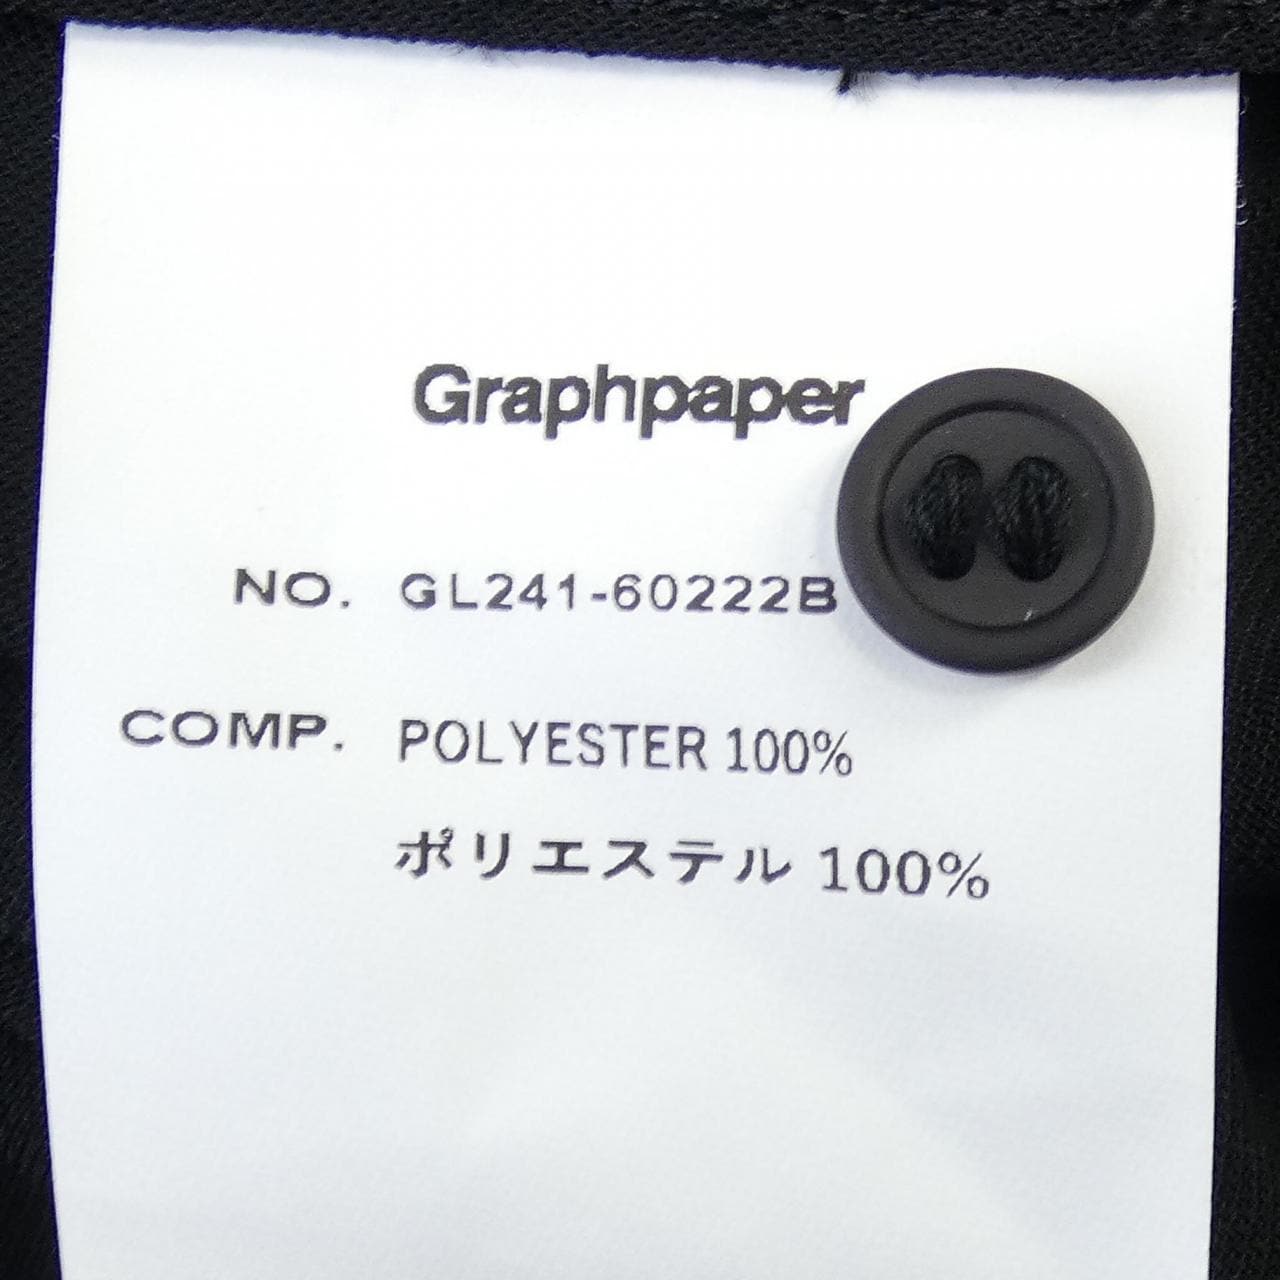 Graphpaper
NO. GL241-60222B
COMP. POLYESTER 100%
ポリエステル 100%